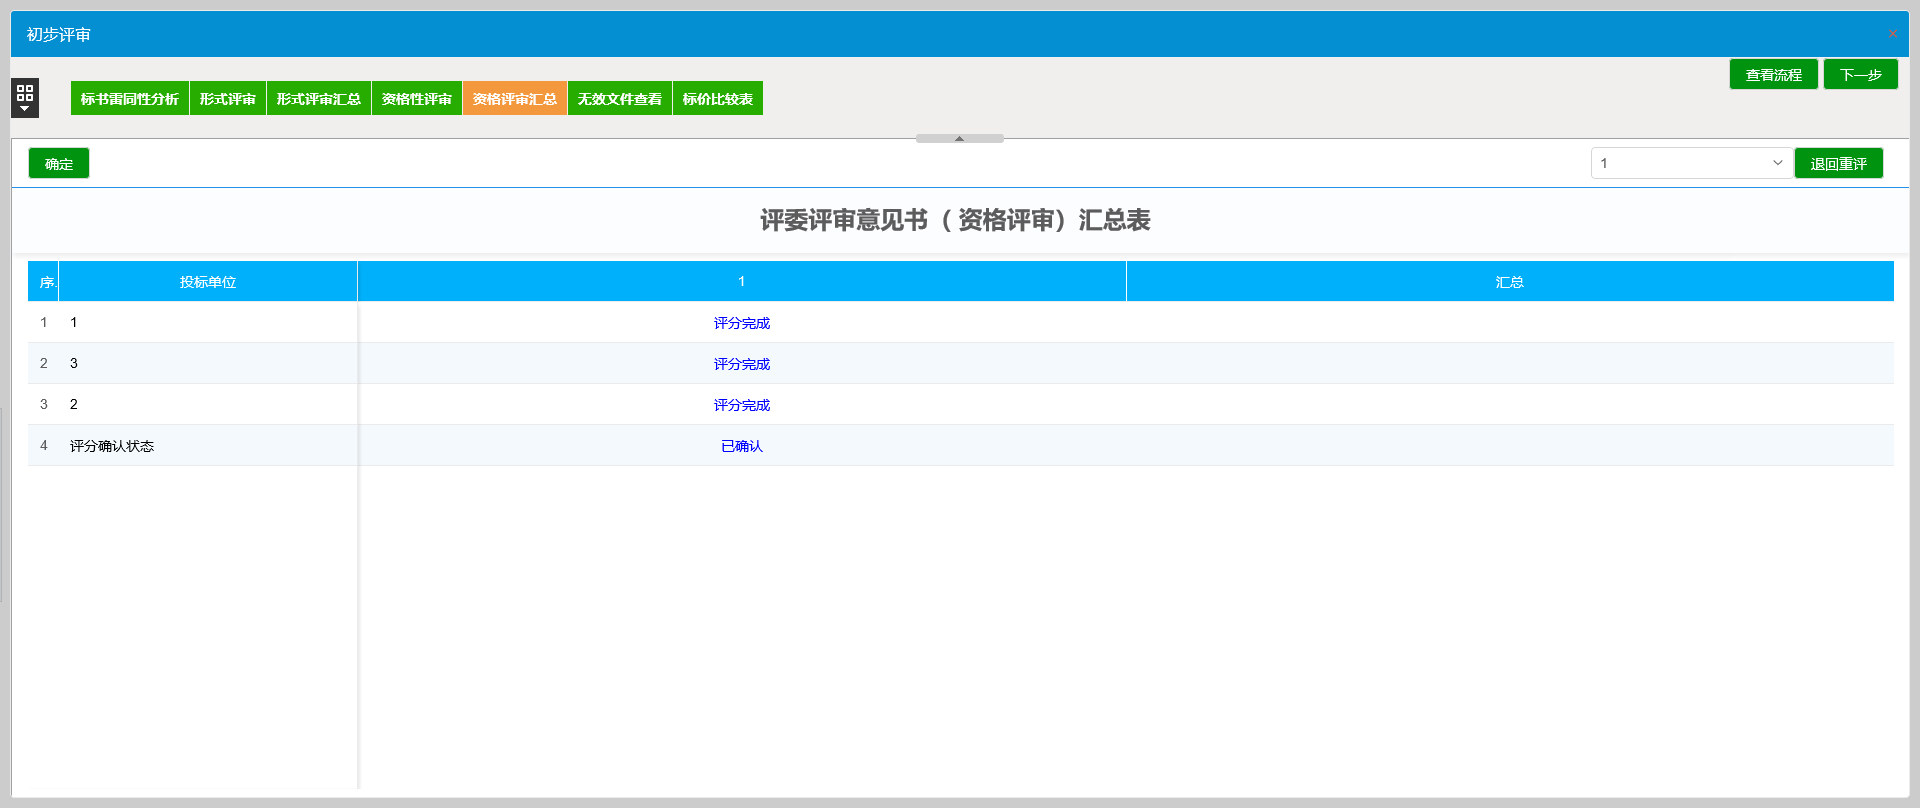 初步评审
×
查看流程 下一步
标书雷同性分析 形式评审 形式评审汇总 资格性评审 资格评审汇总 无效文件查看 标价比较表
确定 1 退回重评
评委评审意见书（ 资格评审）汇总表
序. 投标单位 1 汇总
1 1 评分完成
2 3 评分完成
3 2 评分完成
4 评分确认状态 已确认